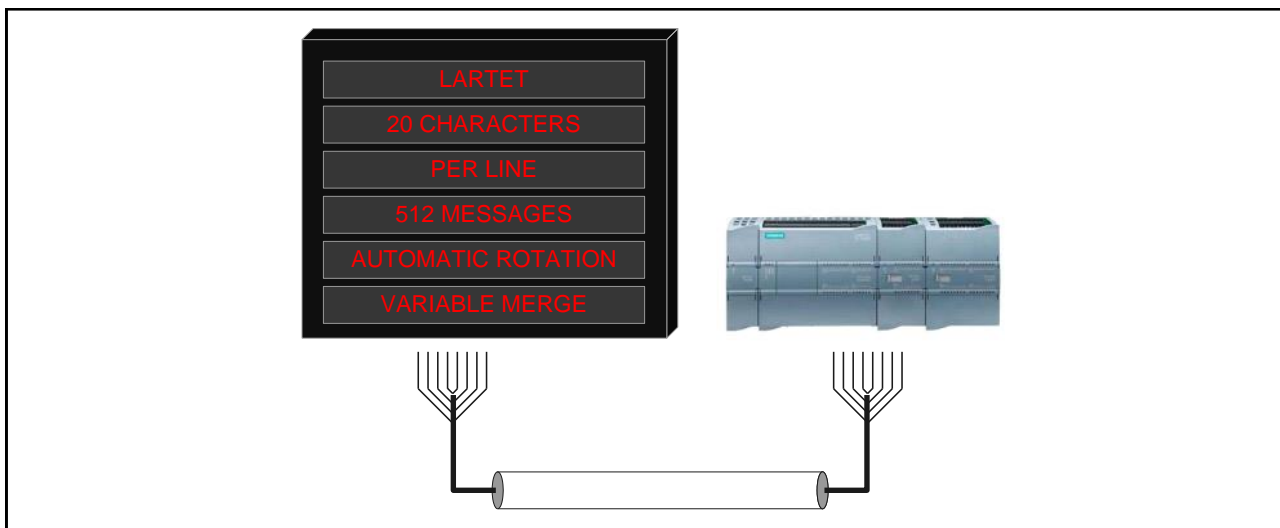 LARTET
20 CHARACTERS
PER LINE
512 MESSAGES
AUTOMATIC ROTATION
VARIABLE MERGE